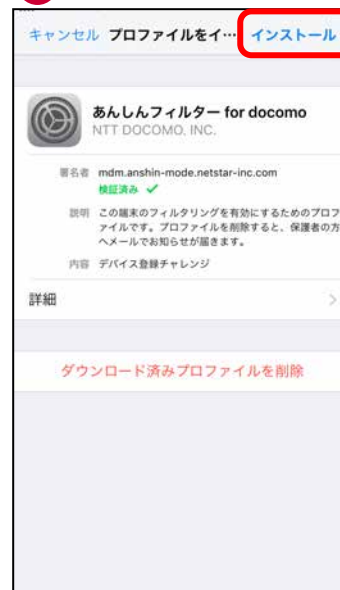 キャンセル プロファイルをイ… インストール
あんしんフィルター for docomo
NTT DOCOMO, INC.
署名者 mdm.anshin-mode.netstar-inc.com
検証済み ✓
説明 この端末のフィルタリングを有効にするためのプロフ
ァイルです。プロファイルを削除すると、保護者の方
へメールでお知らせが届きます。
内容 デバイス登録チャレンジ
詳細
ダウンロード済みプロファイルを削除